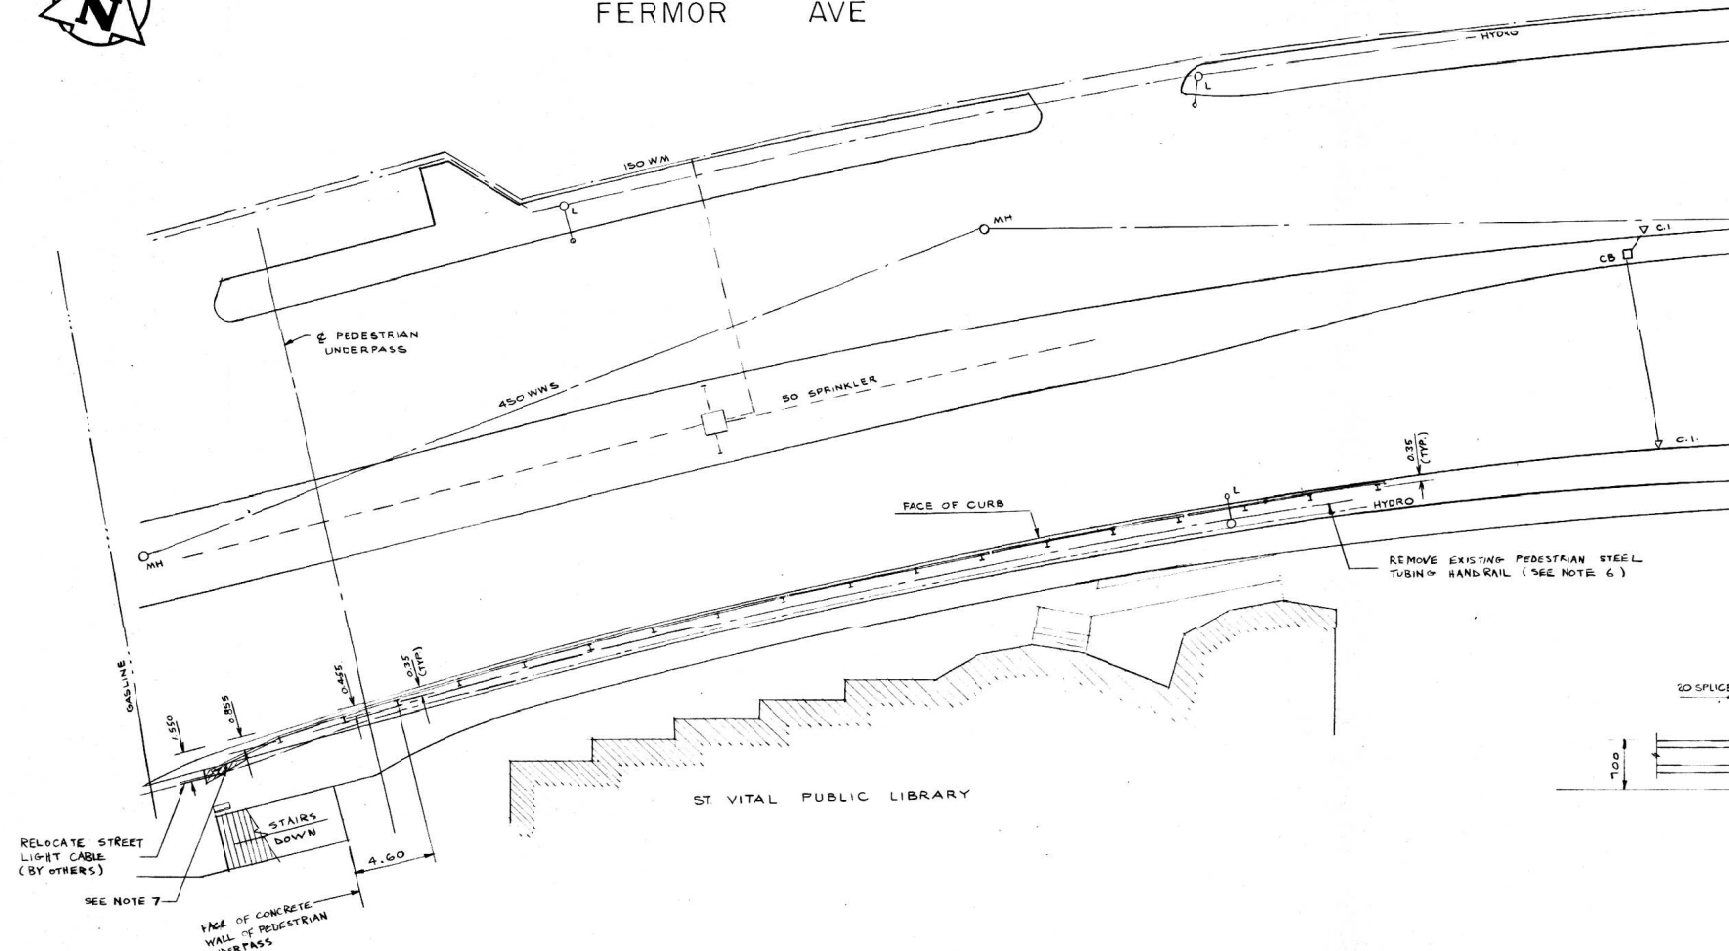 N
FERMOR AVE
HYDRO
L
150 WM
L
MH
C.I
CB
℄ PEDESTRIAN
UNDERPASS
450 WWS
50 SPRINKLER
0.35
(TYP.)
C.I.
L
FACE OF CURB
HYDRO
MH
REMOVE EXISTING PEDESTRIAN STEEL
TUBING HANDRAIL (SEE NOTE 6)
GASLINE
1.550
0.855
0.455
0.35
(TYP)
20 SPLICE
700
ST. VITAL PUBLIC LIBRARY
STAIRS
DOWN
RELOCATE STREET
LIGHT CABLE
(BY OTHERS)
4.60
SEE NOTE 7
FACE OF CONCRETE
WALL OF PEDESTRIAN
UNDERPASS